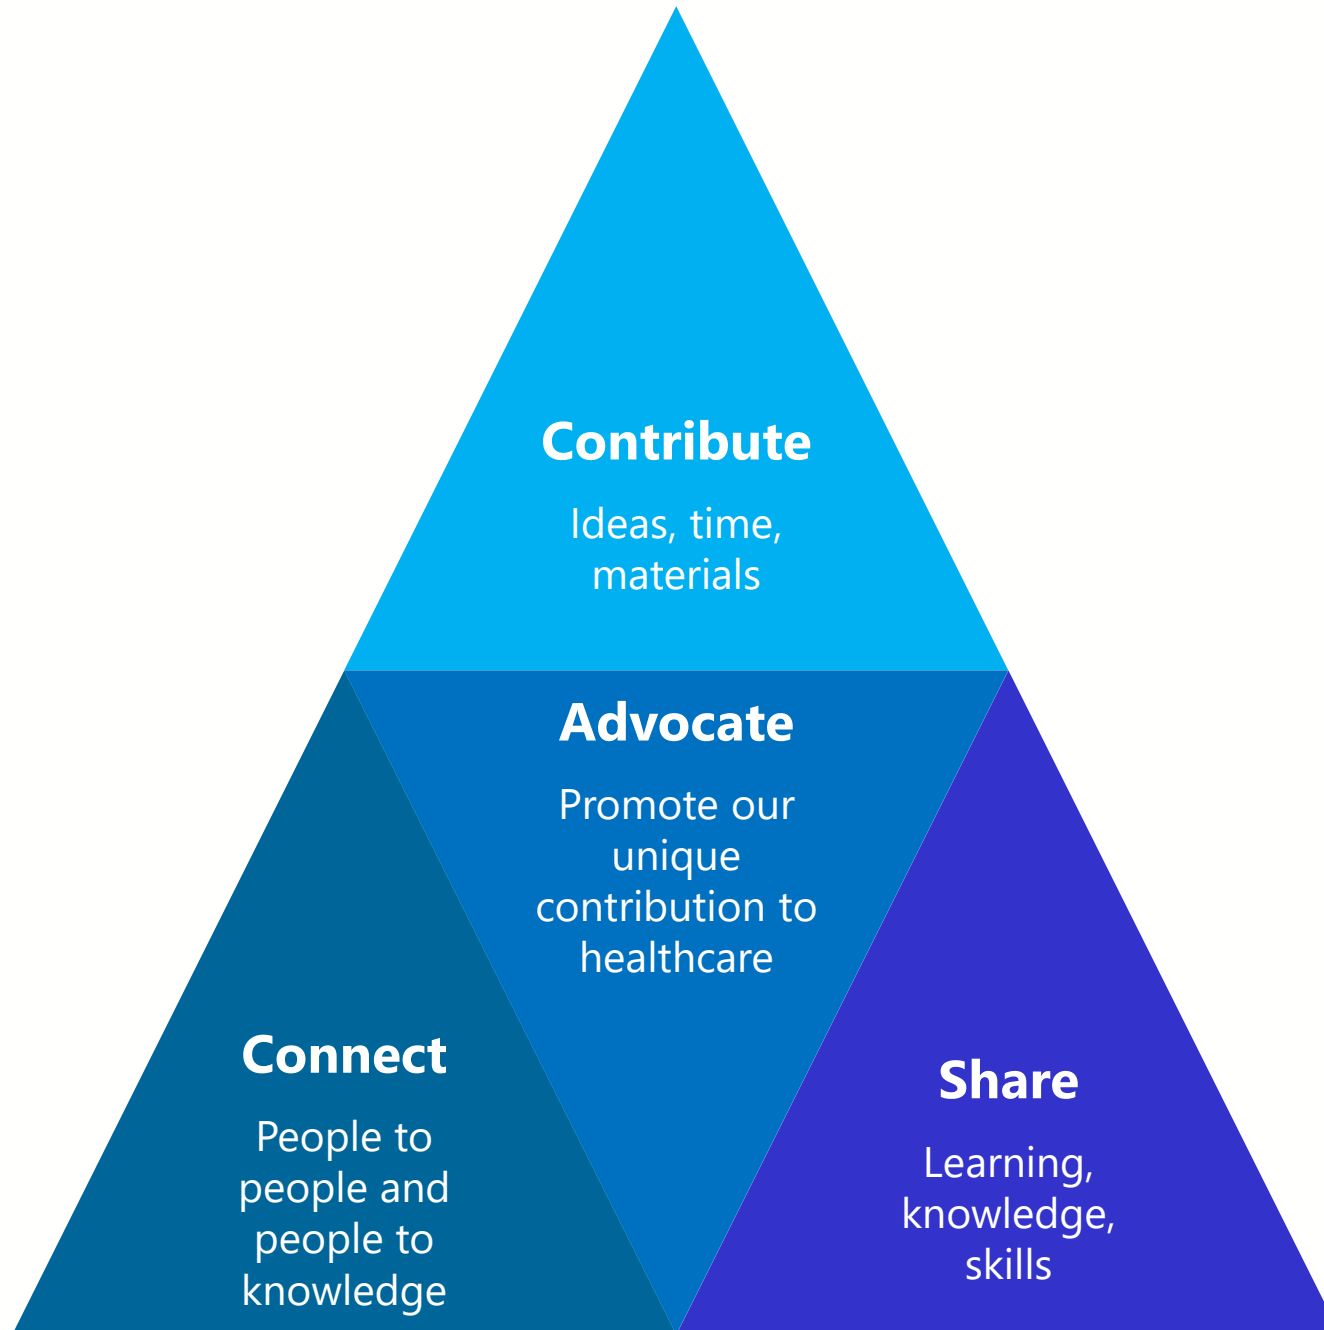 Contribute
Ideas, time,
materials
Advocate
Promote our
unique
contribution to
healthcare
Connect
People to
people and
people to
knowledge
Share
Learning,
knowledge,
skills